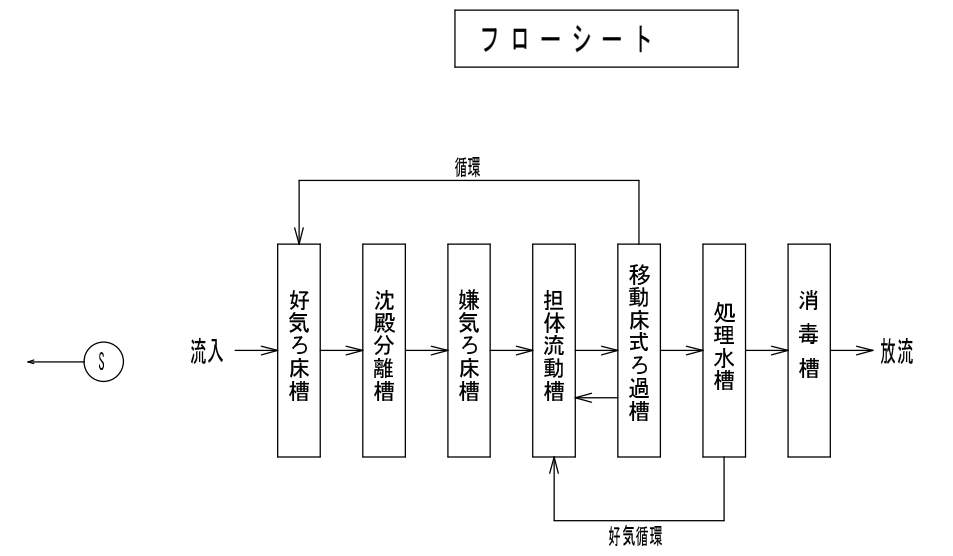 フローシート
循環
S
流入
好気ろ床槽
沈殿分離槽
嫌気ろ床槽
担体流動槽
移動床式ろ過槽
処理水槽
消毒槽
放流
好気循環